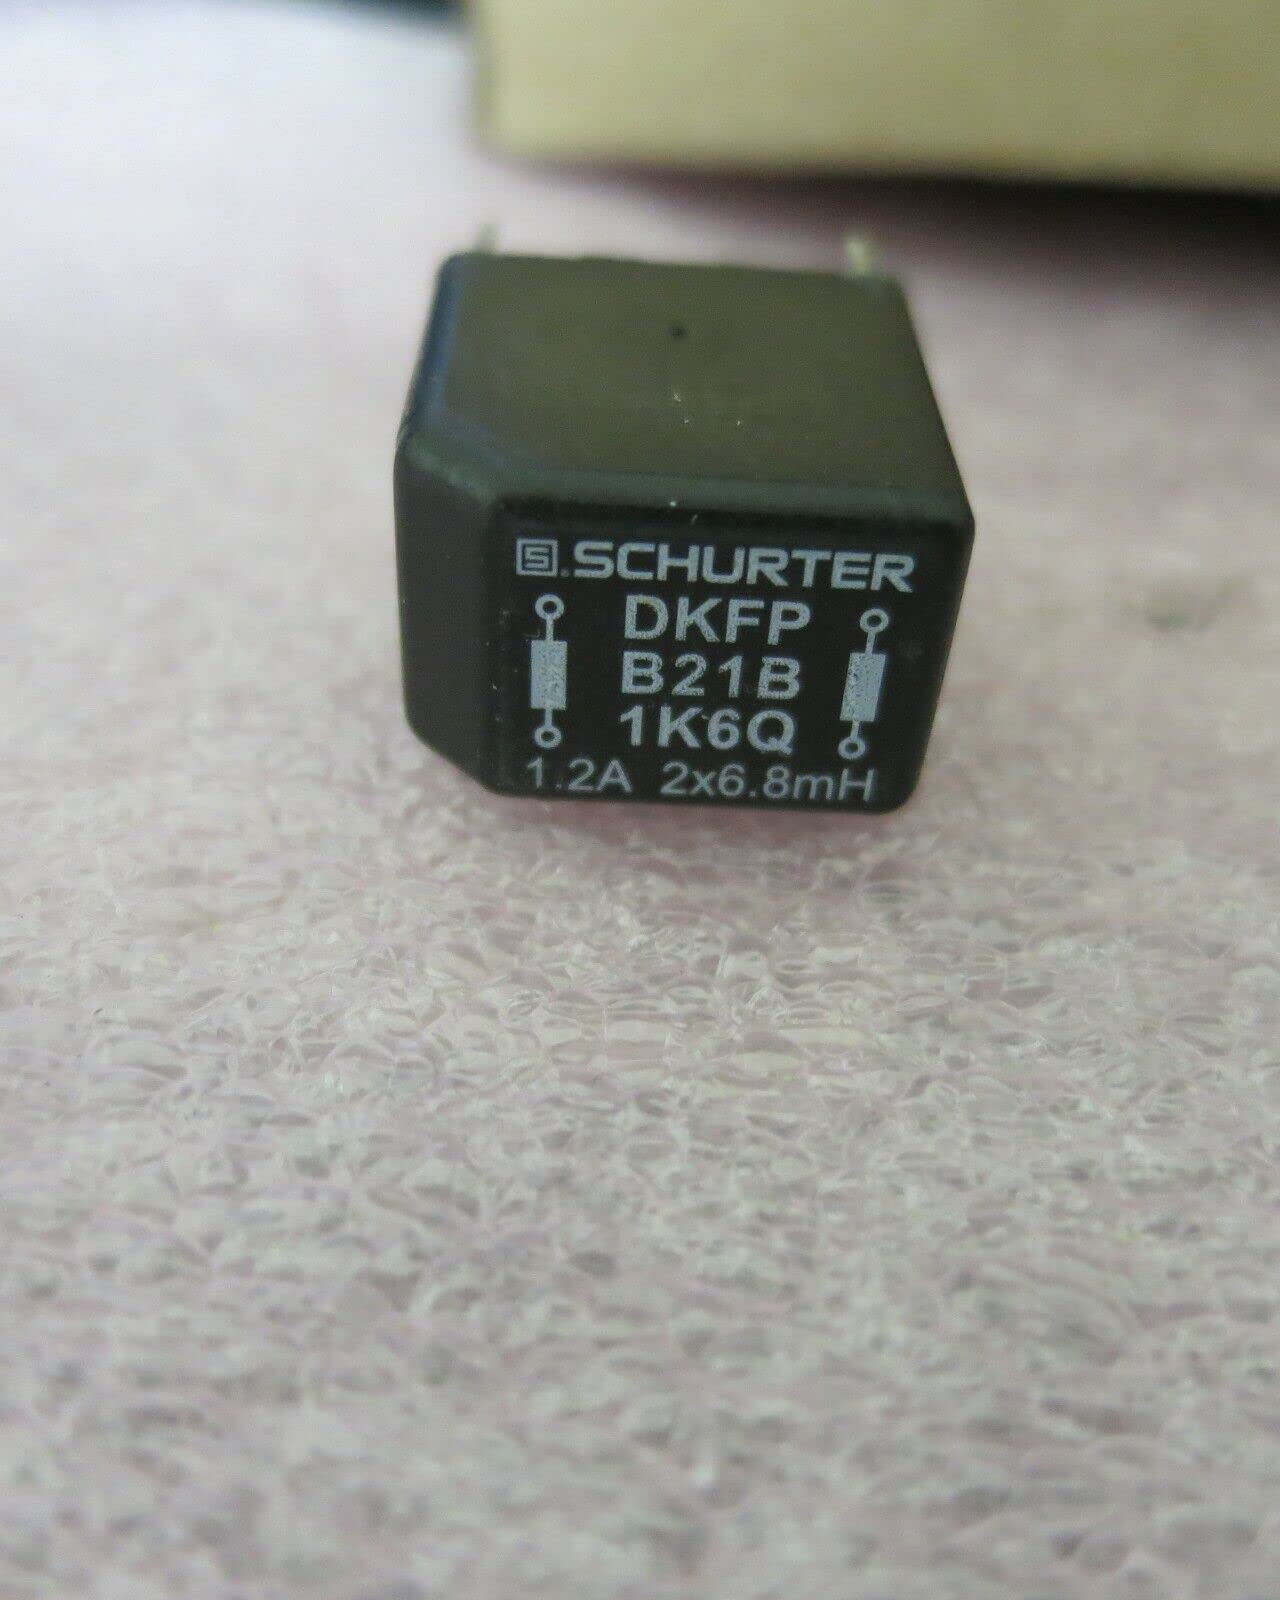 S.SCHURTER
DKFP
B21B
1K6Q
1.2A 2x6.8mH